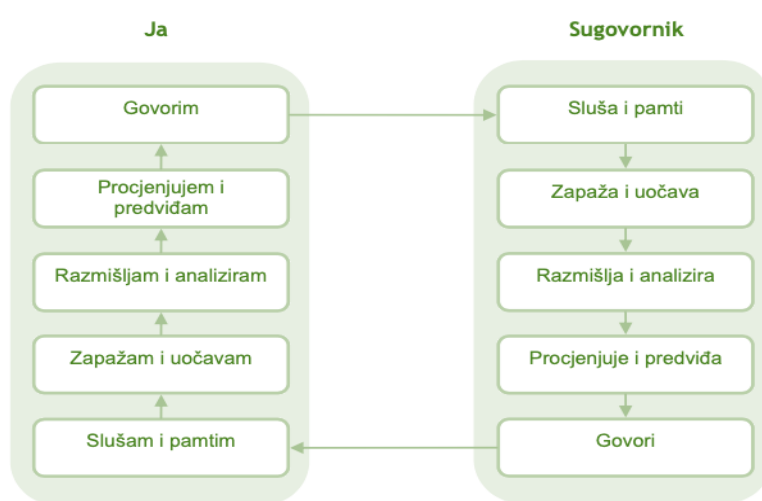 Ja
Govorim
Procjenjujem i
predviđam
Razmišljam i analiziram
Zapažam i uočavam
Slušam i pamtim
Sugovornik
Sluša i pamti
Zapaža i uočava
Razmišlja i analizira
Procjenjuje i predviđa
Govori